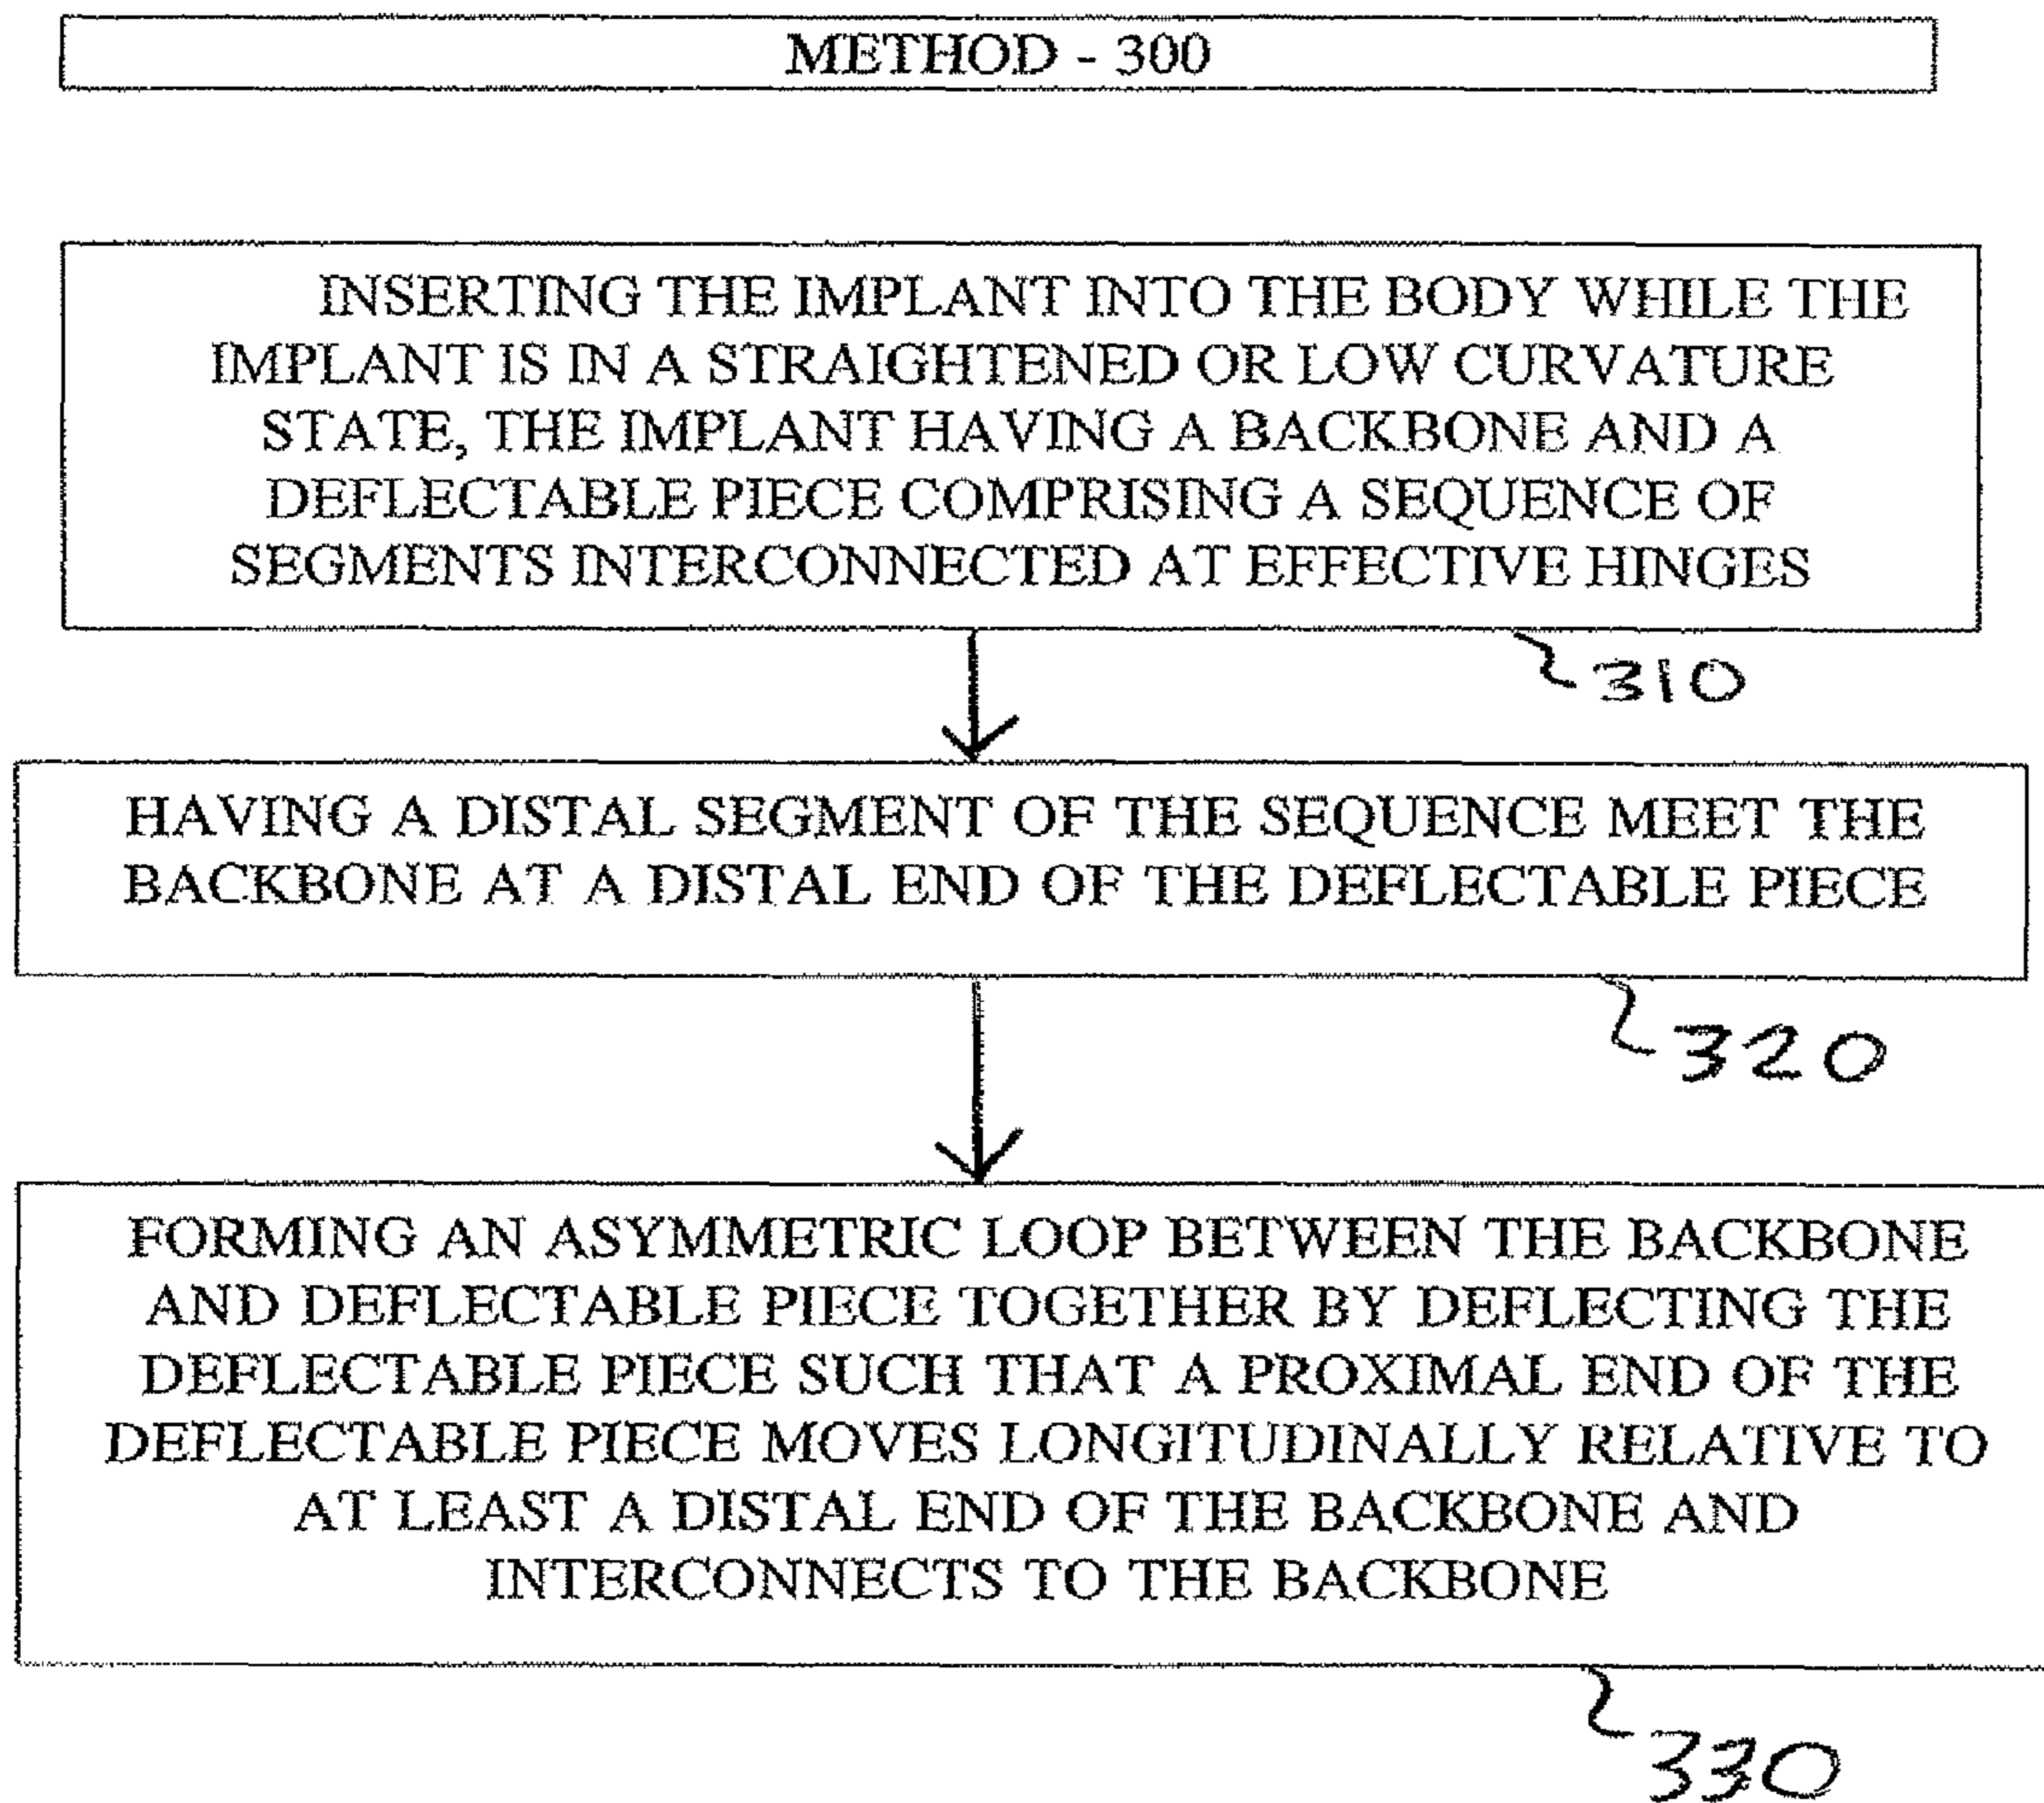 METHOD - 300
INSERTING THE IMPLANT INTO THE BODY WHILE THE
IMPLANT IS IN A STRAIGHTENED OR LOW CURVATURE
STATE, THE IMPLANT HAVING A BACKBONE AND A
DEFLECTABLE PIECE COMPRISING A SEQUENCE OF
SEGMENTS INTERCONNECTED AT EFFECTIVE HINGES
310
HAVING A DISTAL SEGMENT OF THE SEQUENCE MEET THE
BACKBONE AT A DISTAL END OF THE DEFLECTABLE PIECE
320
FORMING AN ASYMMETRIC LOOP BETWEEN THE BACKBONE
AND DEFLECTABLE PIECE TOGETHER BY DEFLECTING THE
DEFLECTABLE PIECE SUCH THAT A PROXIMAL END OF THE
DEFLECTABLE PIECE MOVES LONGITUDINALLY RELATIVE TO
AT LEAST A DISTAL END OF THE BACKBONE AND
INTERCONNECTS TO THE BACKBONE
330